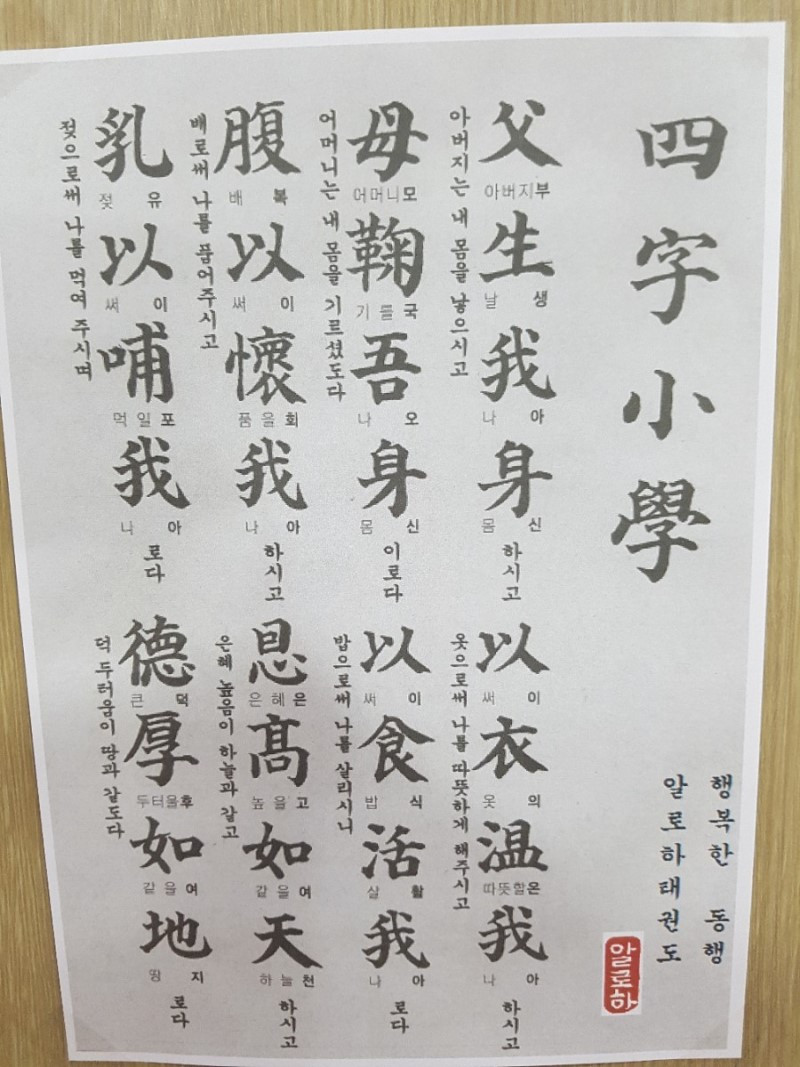 四字小學
父
아버지 부
生
날 생
我
나 아
身
몸 신
하시고
아버지는 내 몸을 낳으시고
母
어머니 모
鞠
기를 국
吾
나 오
身
몸 신
이로다
어머니는 내 몸을 기르셨도다
腹
배 복
以
써 이
懷
품을 회
我
나 아
하시고
배로써 나를 품어주시고
乳
젖 유
以
써 이
哺
먹일 포
我
나 아
로다
젖으로써 나를 먹여 주시며
以
써 이
衣
옷 의
温
따뜻할 온
我
나 아
하시고
옷으로써 나를 따뜻하게 해주시고
以
써 이
食
밥 식
活
살 활
我
나 아
로다
밥으로써 나를 살리시니
恩
은혜 은
髙
높을 고
如
같을 여
天
하늘 천
하시고
은혜 높음이 하늘과 같고
德
큰 덕
厚
두터울 후
如
같을 여
地
땅 지
로다
덕 두터움이 땅과 같도다
행복한 동행
알로하태권도
알로하